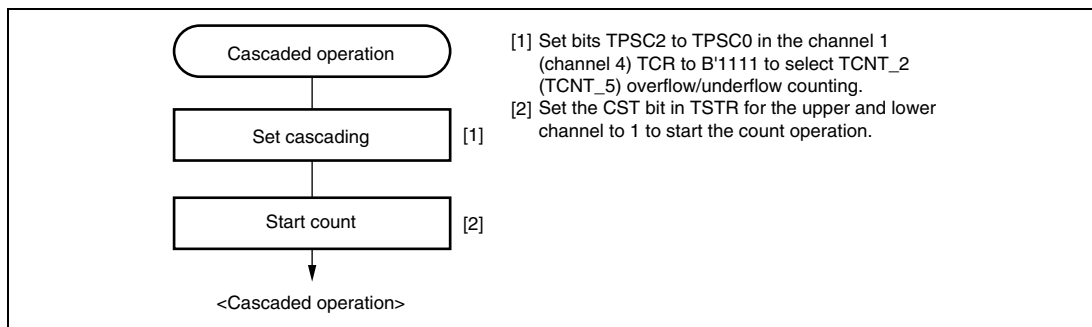 Cascaded operation
Set cascading
[1]
Start count
[2]
<Cascaded operation>
[1] Set bits TPSC2 to TPSC0 in the channel 1
(channel 4) TCR to B'1111 to select TCNT_2
(TCNT_5) overflow/underflow counting.
[2] Set the CST bit in TSTR for the upper and lower
channel to 1 to start the count operation.